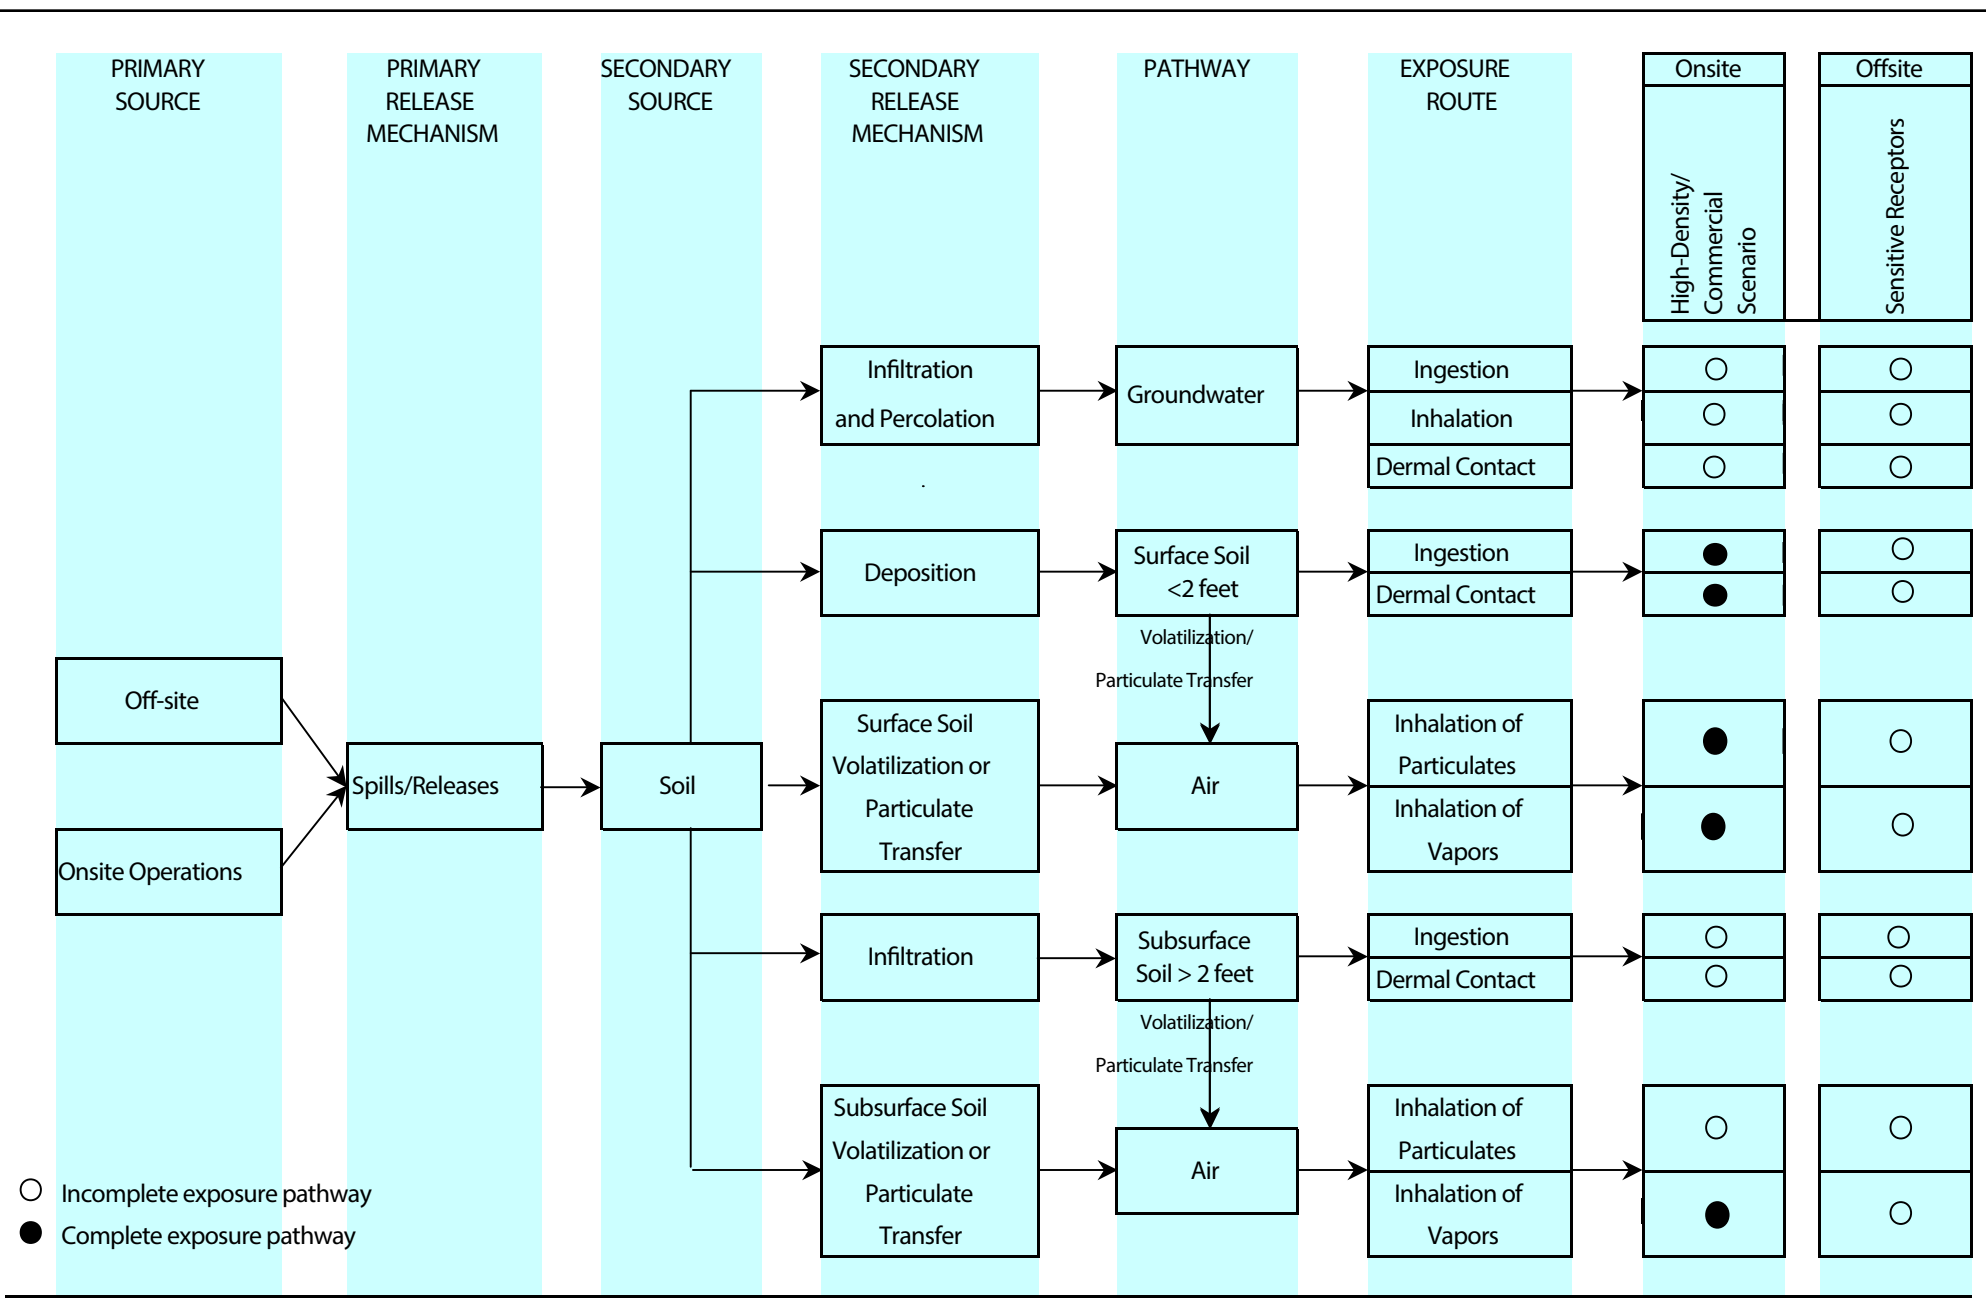 PRIMARY
SOURCE
PRIMARY
RELEASE
MECHANISM
SECONDARY
SOURCE
SECONDARY
RELEASE
MECHANISM
PATHWAY
EXPOSURE
ROUTE
Onsite
Offsite
High-Density/
Commercial
Scenario
Sensitive Receptors
Infiltration
and Percolation
.
Groundwater
Ingestion
Inhalation
Dermal Contact
Deposition
Surface Soil
<2 feet
Ingestion
Dermal Contact
Volatilization/
Particulate Transfer
Off-site
Onsite Operations
Spills/Releases
Soil
Surface Soil
Volatilization or
Particulate
Transfer
Air
Inhalation of
Particulates
Inhalation of
Vapors
Infiltration
Subsurface
Soil > 2 feet
Ingestion
Dermal Contact
Volatilization/
Particulate Transfer
Subsurface Soil
Volatilization or
Particulate
Transfer
Air
Inhalation of
Particulates
Inhalation of
Vapors
Incomplete exposure pathway
Complete exposure pathway